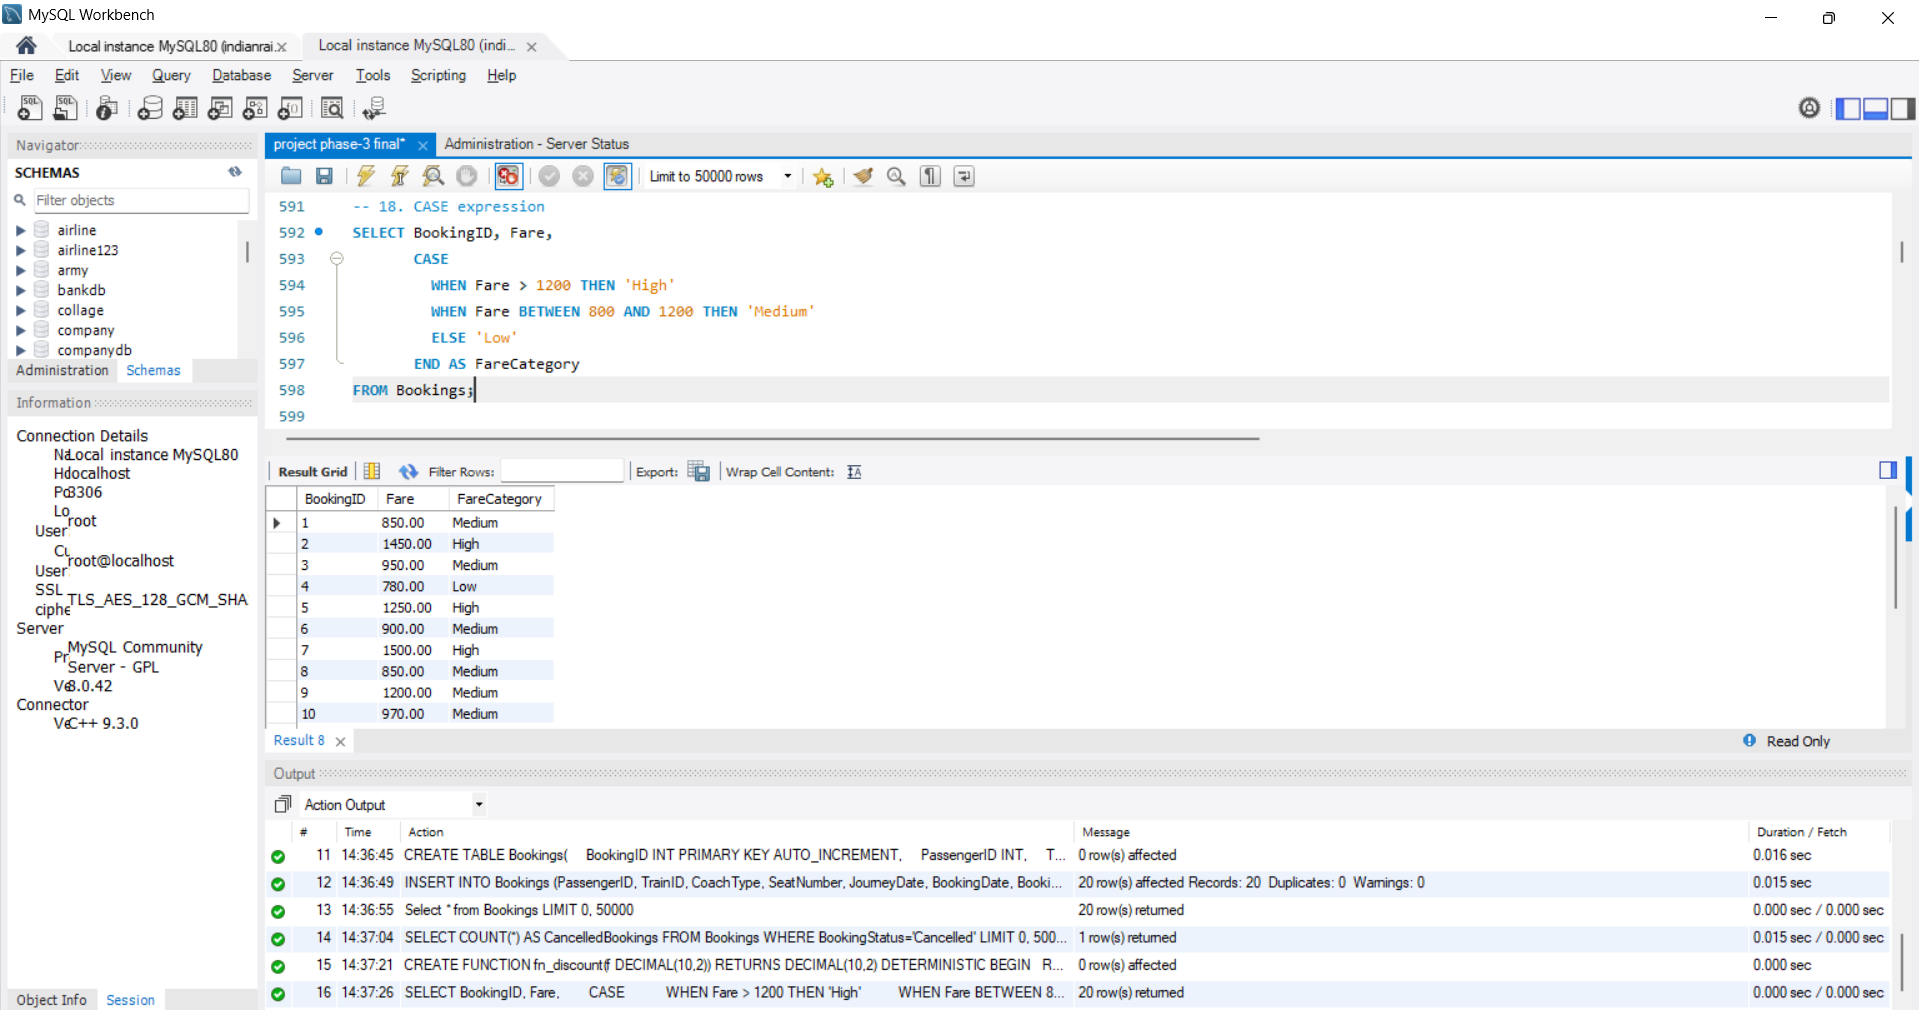 MySQL Workbench
Local instance MySQL80 (indianrai.x
Local instance MySQL80 (indi... x
File Edit View Query Database Server Tools Scripting Help
Navigator
SCHEMAS
Filter objects
airline
airline123
army
bankdb
collage
company
companydb
Administration Schemas
Information
Connection Details
Local instance MySQL80
localhost
3306
Lo root
User
Cu root@localhost
User
SSL
ciphe TLS_AES_128_GCM_SHA
Server
Pr MySQL Community
Server - GPL
8.0.42
Connector
C++ 9.3.0
Object Info Session
project phase-3 final* x Administration - Server Status
Limit to 50000 rows
591 -- 18. CASE expression
592 SELECT BookingID, Fare,
593 CASE
594 WHEN Fare > 1200 THEN 'High'
595 WHEN Fare BETWEEN 800 AND 1200 THEN 'Medium'
596 ELSE 'Low'
597 END AS FareCategory
598 FROM Bookings;
599
Result Grid Filter Rows: Export: Wrap Cell Content:
BookingID Fare FareCategory
1 850.00 Medium
2 1450.00 High
3 950.00 Medium
4 780.00 Low
5 1250.00 High
6 900.00 Medium
7 1500.00 High
8 850.00 Medium
9 1200.00 Medium
10 970.00 Medium
Result 8 x Read Only
Output
Action Output
# Time Action Message Duration / Fetch
11 14:36:45 CREATE TABLE Bookings( BookingID INT PRIMARY KEY AUTO_INCREMENT, PassengerID INT, T... 0 row(s) affected 0.016 sec
12 14:36:49 INSERT INTO Bookings (PassengerID, TrainID, CoachType, SeatNumber, JourneyDate, BookingDate, Booki... 20 row(s) affected Records: 20 Duplicates: 0 Warnings: 0 0.015 sec
13 14:36:55 Select * from Bookings LIMIT 0, 50000 20 row(s) returned 0.000 sec / 0.000 sec
14 14:37:04 SELECT COUNT(*) AS CancelledBookings FROM Bookings WHERE BookingStatus='Cancelled' LIMIT 0, 500... 1 row(s) returned 0.015 sec / 0.000 sec
15 14:37:21 CREATE FUNCTION fn_discount(f DECIMAL(10,2)) RETURNS DECIMAL(10,2) DETERMINISTIC BEGIN R... 0 row(s) affected 0.000 sec
16 14:37:26 SELECT BookingID, Fare, CASE WHEN Fare > 1200 THEN 'High' WHEN Fare BETWEEN 8... 20 row(s) returned 0.000 sec / 0.000 sec